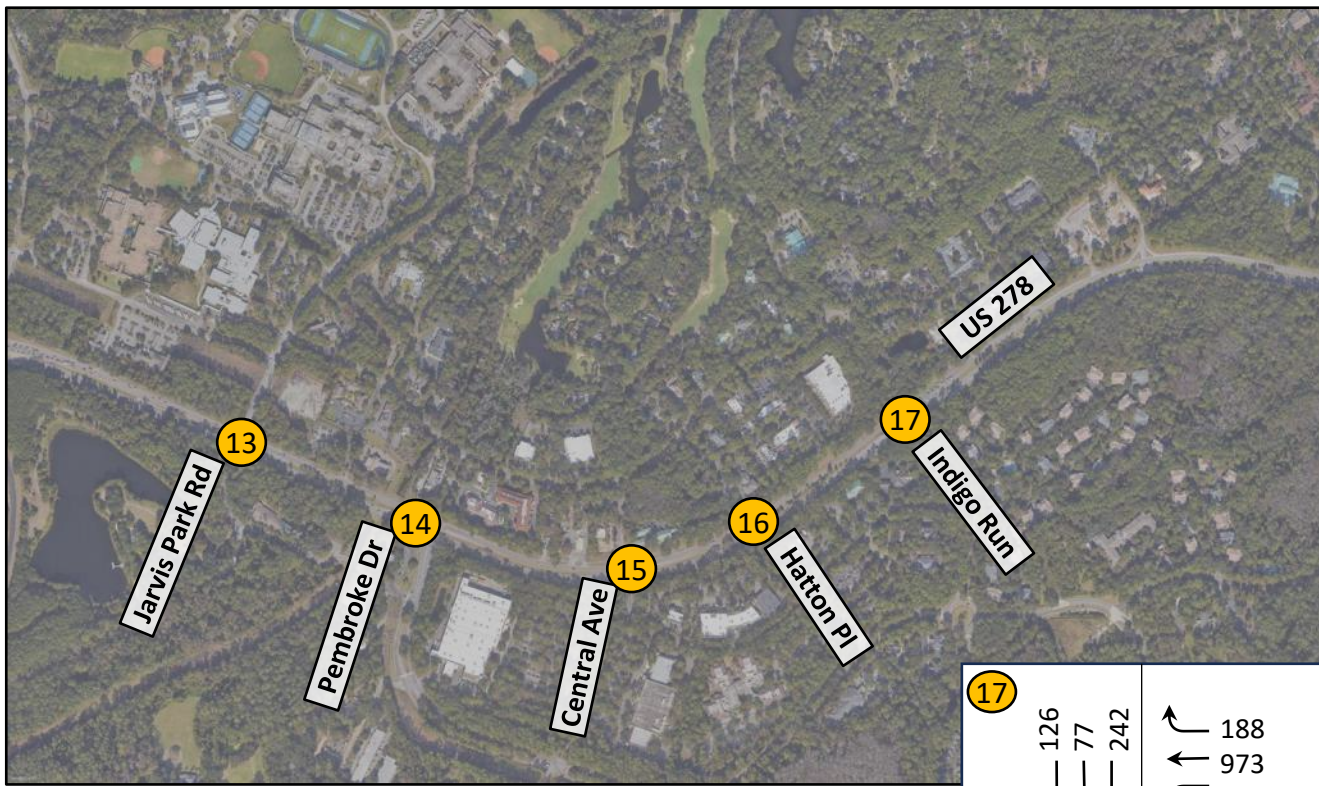 US 278
17
Indigo Run
13
Jarvis Park Rd
14
Pembroke Dr
16
Hatton Pl
15
Central Ave
17
126
77
242
188
973